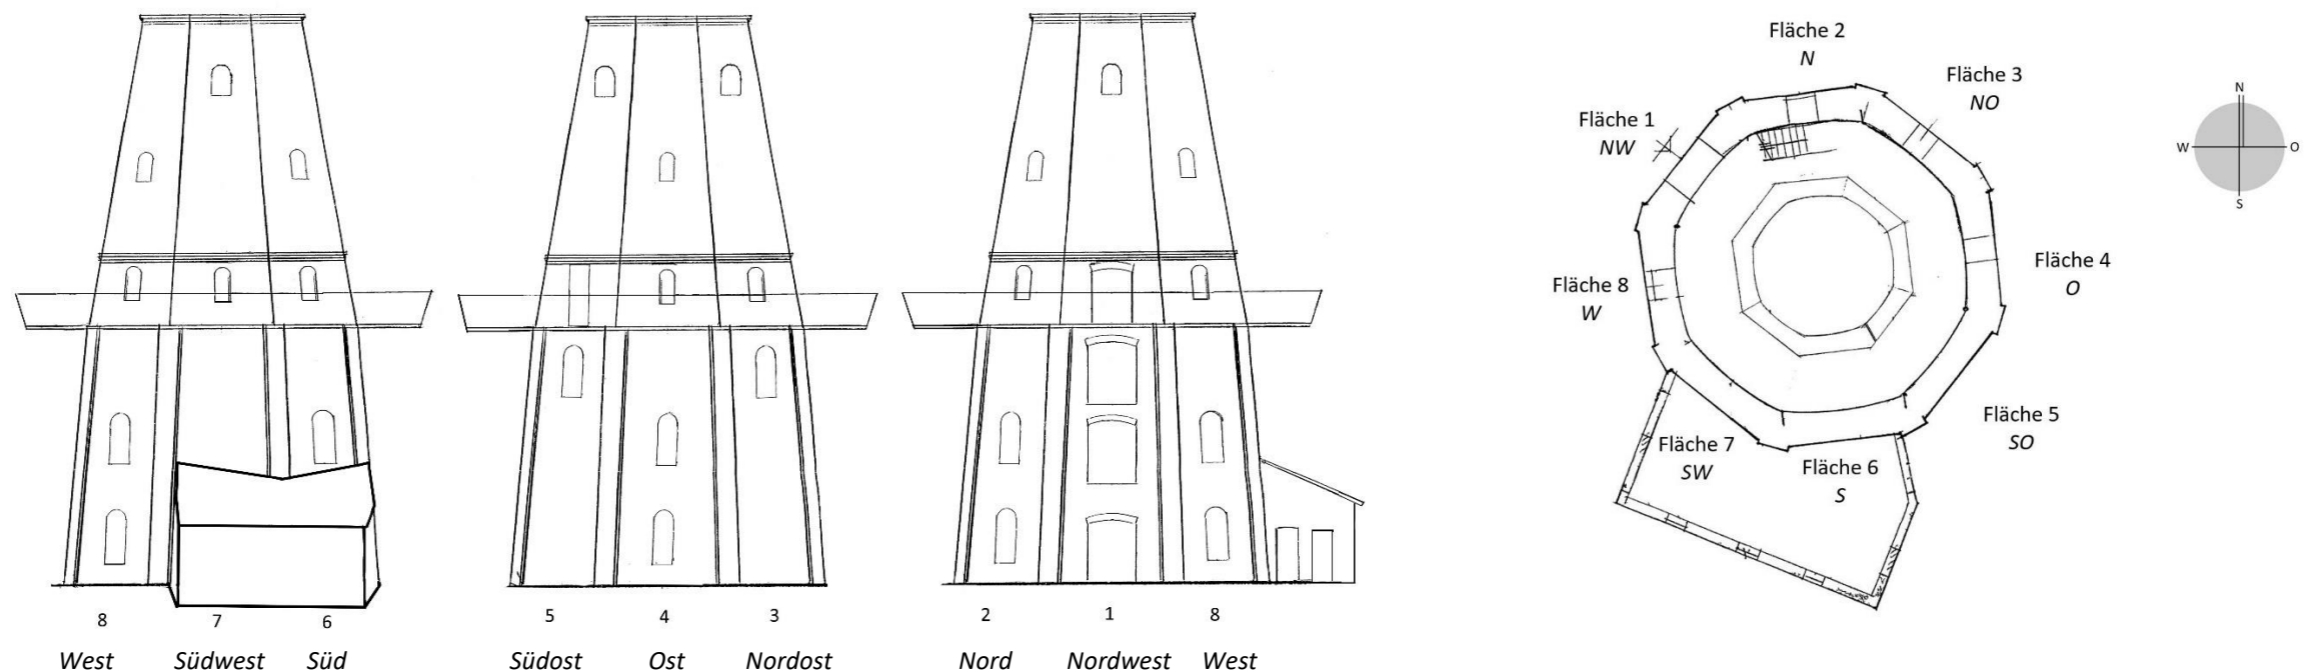 8 7 6
West Südwest Süd
5 4 3
Südost Ost Nordost
2 1 8
Nord Nordwest West
Fläche 2
N
Fläche 3
NO
Fläche 1
NW
Fläche 4
O
Fläche 8
W
Fläche 5
SO
Fläche 7
SW
Fläche 6
S
N
W O
S